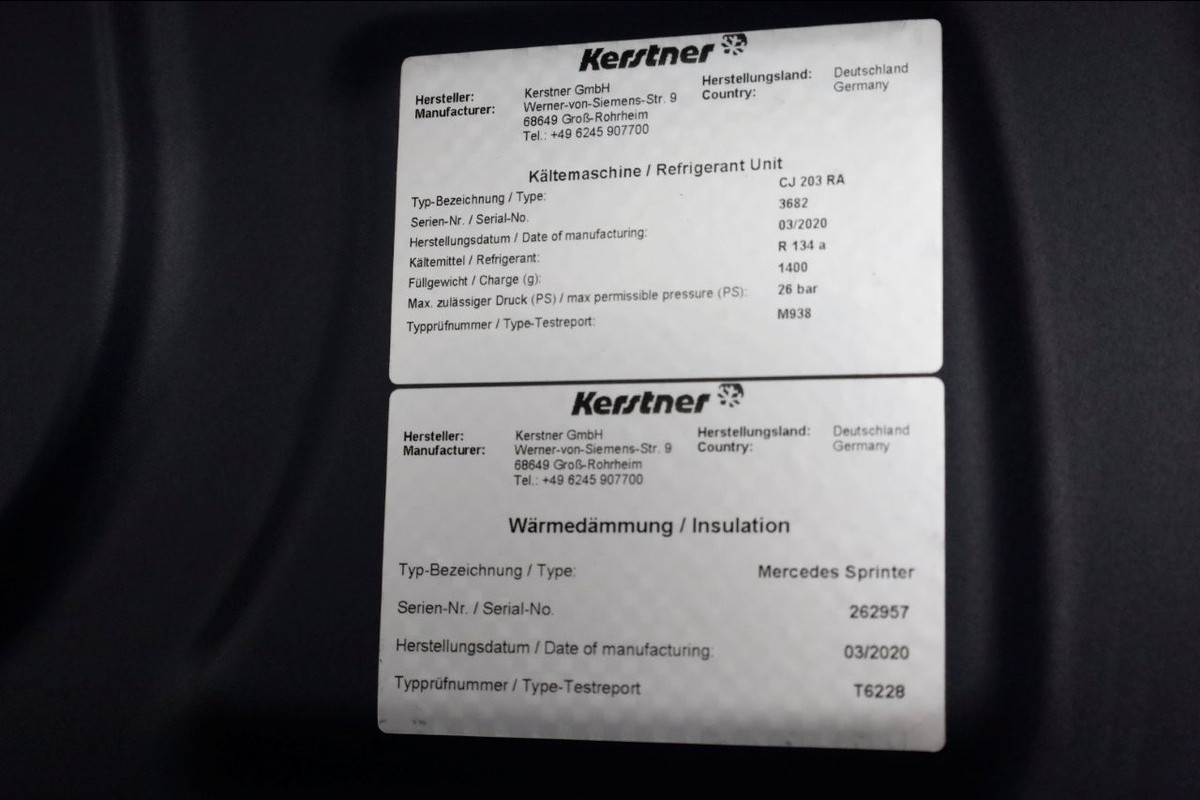 Kerstner
Hersteller: Kerstner GmbH Herstellungsland: Deutschland
Manufacturer: Werner-von-Siemens-Str. 9 Country: Germany
68649 Groß-Rohrheim
Tel.: +49 6245 907700
Kältemaschine / Refrigerant Unit
Typ-Bezeichnung / Type: CJ 203 RA
Serien-Nr. / Serial-No. 3682
Herstellungsdatum / Date of manufacturing: 03/2020
Kältemittel / Refrigerant: R 134 a
Füllgewicht / Charge (g): 1400
Max. zulässiger Druck (PS) / max permissible pressure (PS): 26 bar
Typprüfnummer / Type-Testreport: M938
Kerstner
Hersteller: Kerstner GmbH Herstellungsland: Deutschland
Manufacturer: Werner-von-Siemens-Str. 9 Country: Germany
68649 Groß-Rohrheim
Tel.: +49 6245 907700
Wärmedämmung / Insulation
Typ-Bezeichnung / Type: Mercedes Sprinter
Serien-Nr. / Serial-No. 262957
Herstellungsdatum / Date of manufacturing: 03/2020
Typprüfnummer / Type-Testreport T6228